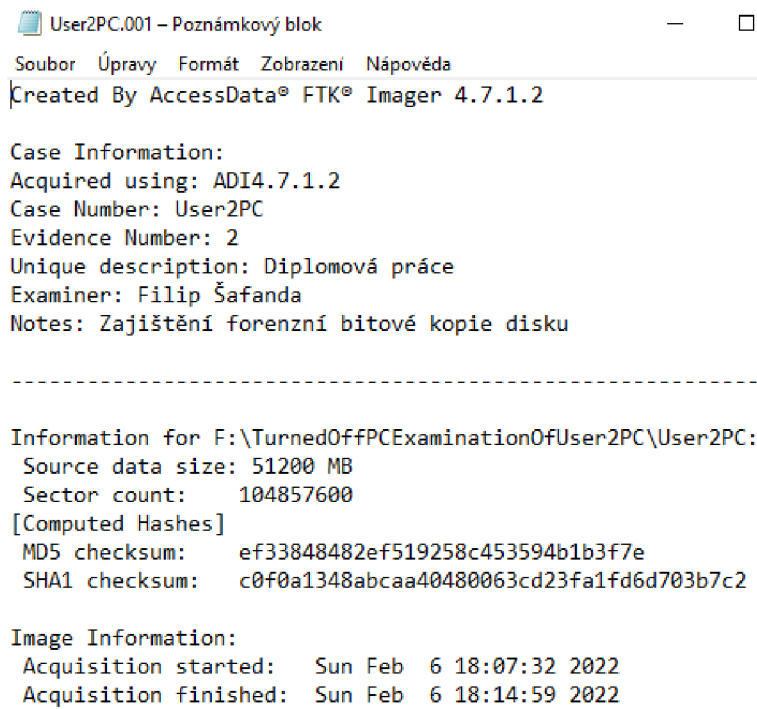 User2PC.001 – Poznámkový blok
Soubor Úpravy Formát Zobrazení Nápověda
Created By AccessData® FTK® Imager 4.7.1.2
Case Information:
Acquired using: ADI4.7.1.2
Case Number: User2PC
Evidence Number: 2
Unique description: Diplomová práce
Examiner: Filip Šafanda
Notes: Zajištění forenzní bitové kopie disku
-----------------------------------------------------------
Information for F:\TurnedOffPCExaminationOfUser2PC\User2PC:
Source data size: 51200 MB
Sector count: 104857600
[Computed Hashes]
MD5 checksum: ef33848482ef519258c453594b1b3f7e
SHA1 checksum: c0f0a1348abcaa40480063cd23fa1fd6d703b7c2
Image Information:
Acquisition started: Sun Feb 6 18:07:32 2022
Acquisition finished: Sun Feb 6 18:14:59 2022